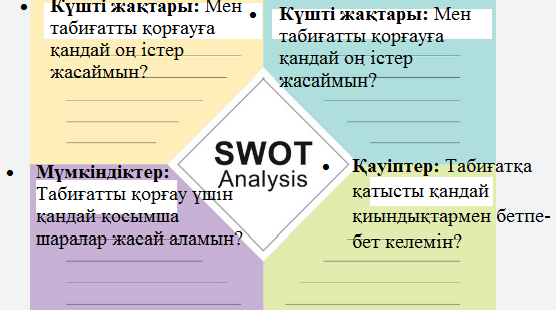 • Күшті жақтары: Мен
табиғатты қорғауға
қандай оң істер
жасаймын?
• Күшті жақтары: Мен
табиғатты қорғауға
қандай оң істер
жасаймын?
SWOT
Analysis
• Мүмкіндіктер:
Табиғатты қорғау үшін
қандай қосымша
шаралар жасай аламын?
• Қауіптер: Табиғатқа
қатысты қандай
қиындықтармен бетпе-
бет келемін?